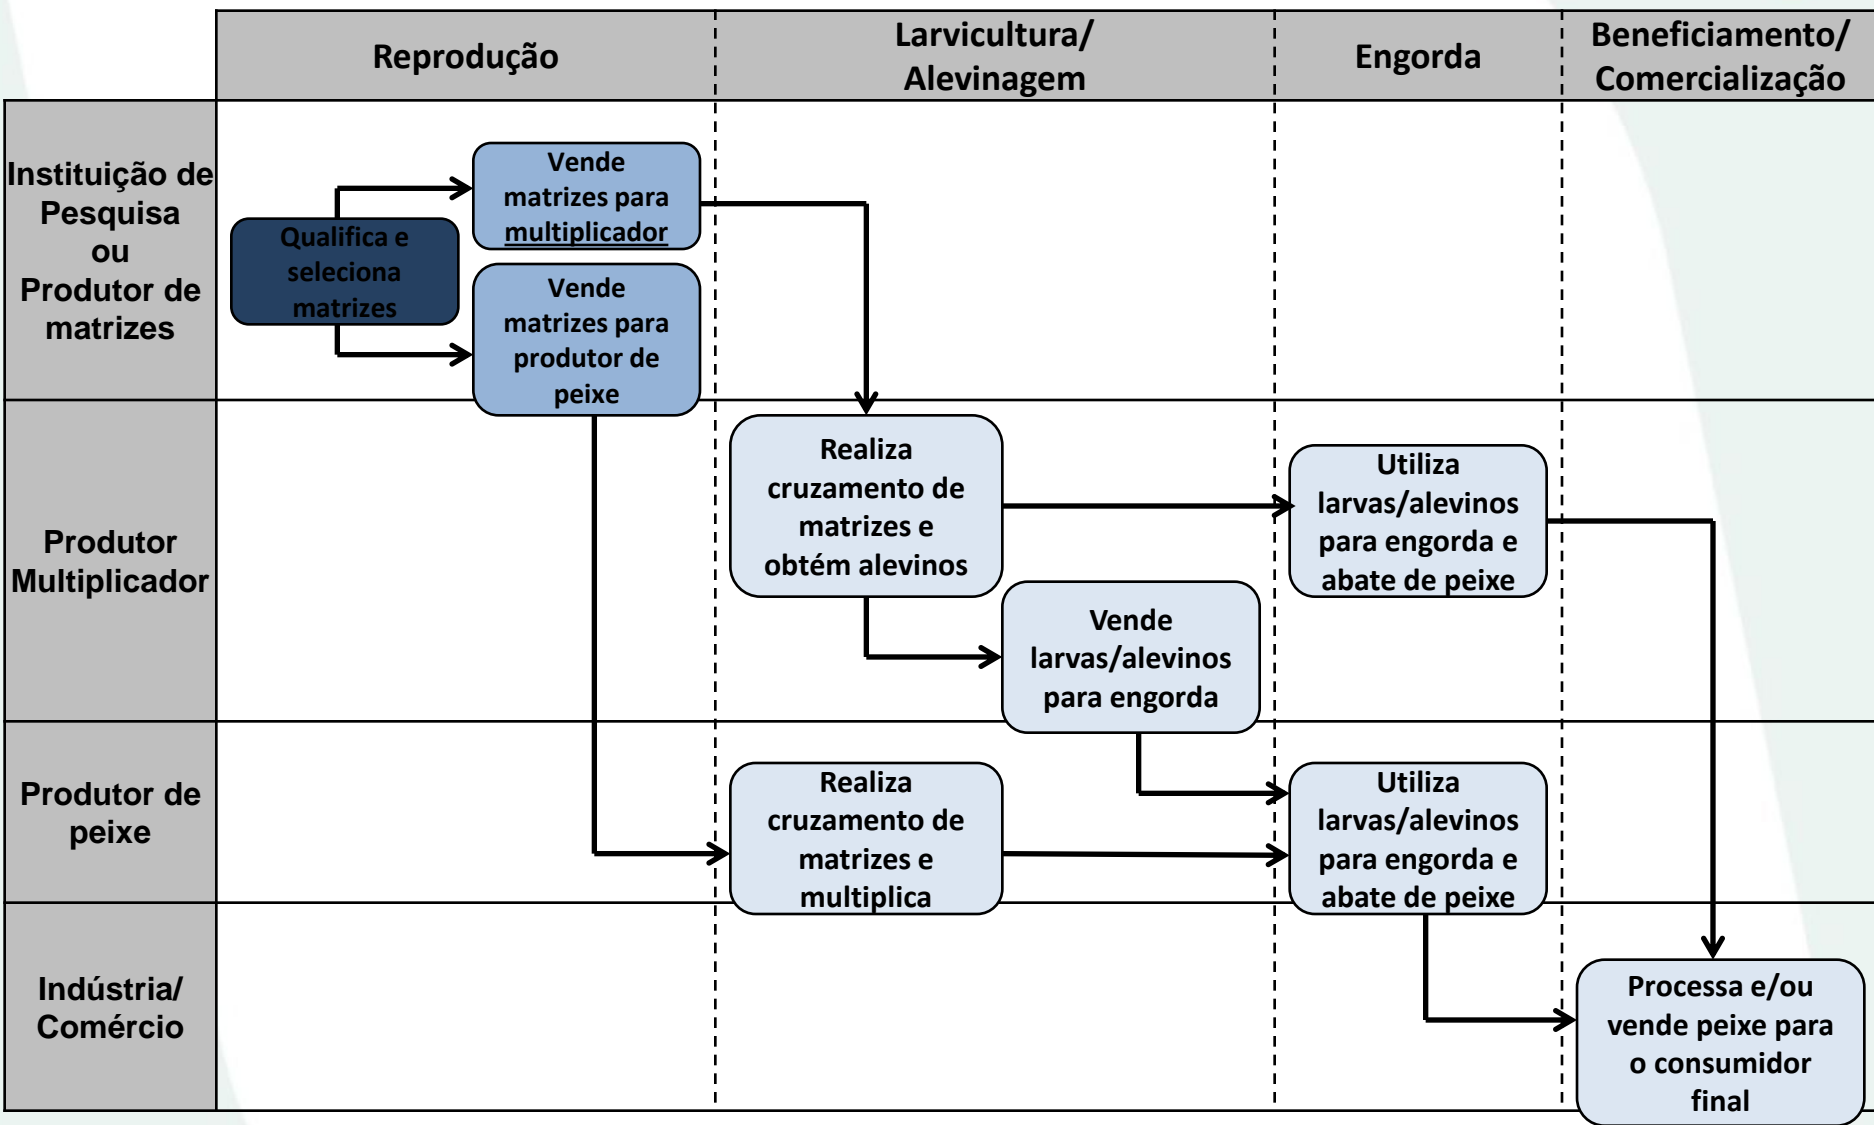 Reprodução
Larvicultura/
Alevinagem
Engorda
Beneficiamento/
Comercialização
Instituição de
Pesquisa
ou
Produtor de
matrizes
Qualifica e
seleciona
matrizes
Vende
matrizes para
multiplicador
Vende
matrizes para
produtor de
peixe
Produtor
Multiplicador
Realiza
cruzamento de
matrizes e
obtém alevinos
Vende
larvas/alevinos
para engorda
Utiliza
larvas/alevinos
para engorda e
abate de peixe
Produtor de
peixe
Realiza
cruzamento de
matrizes e
multiplica
Utiliza
larvas/alevinos
para engorda e
abate de peixe
Indústria/
Comércio
Processa e/ou
vende peixe para
o consumidor
final